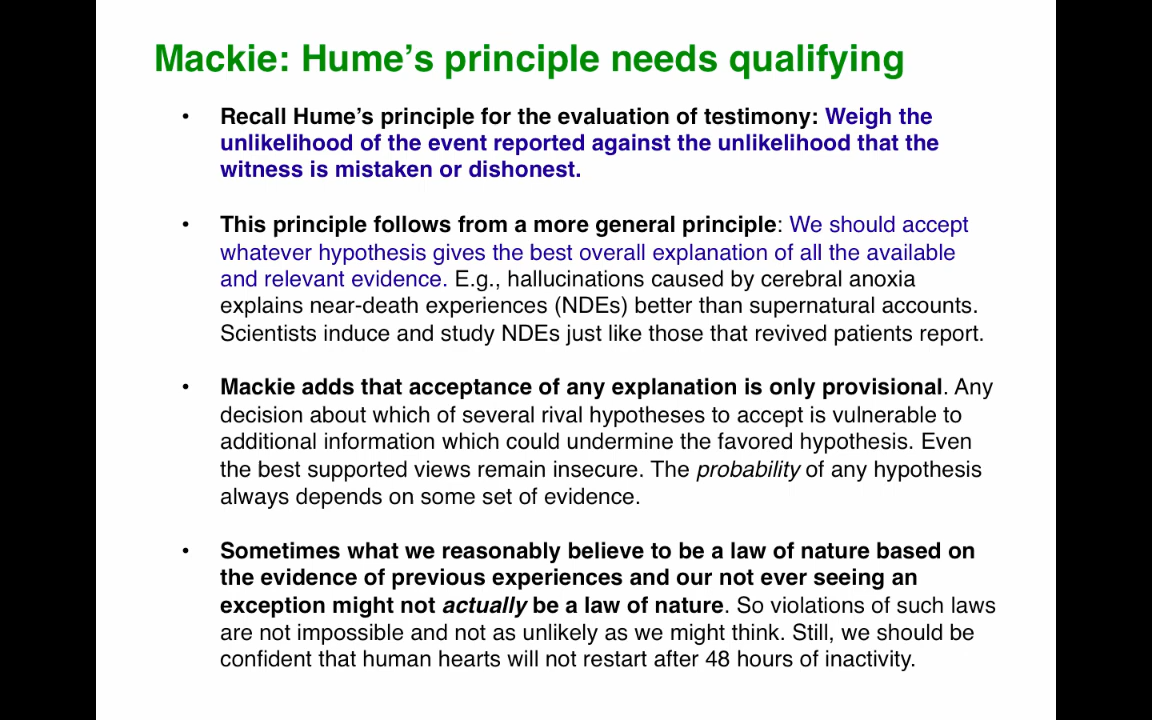 Mackie: Hume’s principle needs qualifying
• Recall Hume’s principle for the evaluation of testimony: Weigh the
unlikelihood of the event reported against the unlikelihood that the
witness is mistaken or dishonest.
• This principle follows from a more general principle: We should accept
whatever hypothesis gives the best overall explanation of all the available
and relevant evidence. E.g., hallucinations caused by cerebral anoxia
explains near-death experiences (NDEs) better than supernatural accounts.
Scientists induce and study NDEs just like those that revived patients report.
• Mackie adds that acceptance of any explanation is only provisional. Any
decision about which of several rival hypotheses to accept is vulnerable to
additional information which could undermine the favored hypothesis. Even
the best supported views remain insecure. The probability of any hypothesis
always depends on some set of evidence.
• Sometimes what we reasonably believe to be a law of nature based on
the evidence of previous experiences and our not ever seeing an
exception might not actually be a law of nature. So violations of such laws
are not impossible and not as unlikely as we might think. Still, we should be
confident that human hearts will not restart after 48 hours of inactivity.